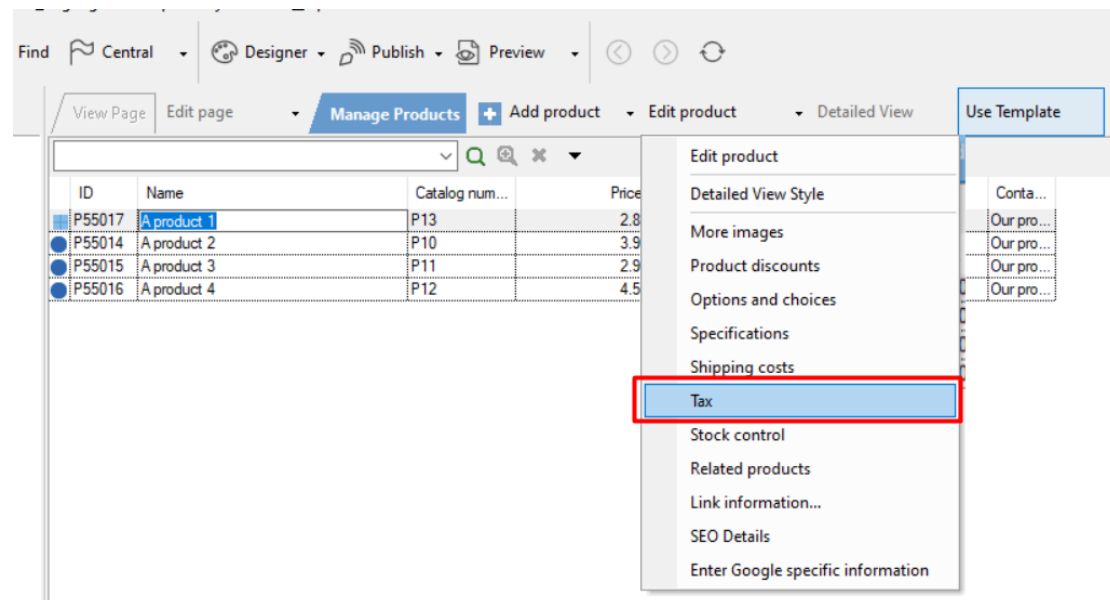 Find Central Designer Publish Preview
View Page Edit page Manage Products Add product Edit product Detailed View Use Template
ID Name Catalog num... Price Conta...
P55017 A product 1 P13 2.8 Our pro...
P55014 A product 2 P10 3.9 Our pro...
P55015 A product 3 P11 2.9 Our pro...
P55016 A product 4 P12 4.5 Our pro...
Edit product
Detailed View Style
More images
Product discounts
Options and choices
Specifications
Shipping costs
Tax
Stock control
Related products
Link information...
SEO Details
Enter Google specific information